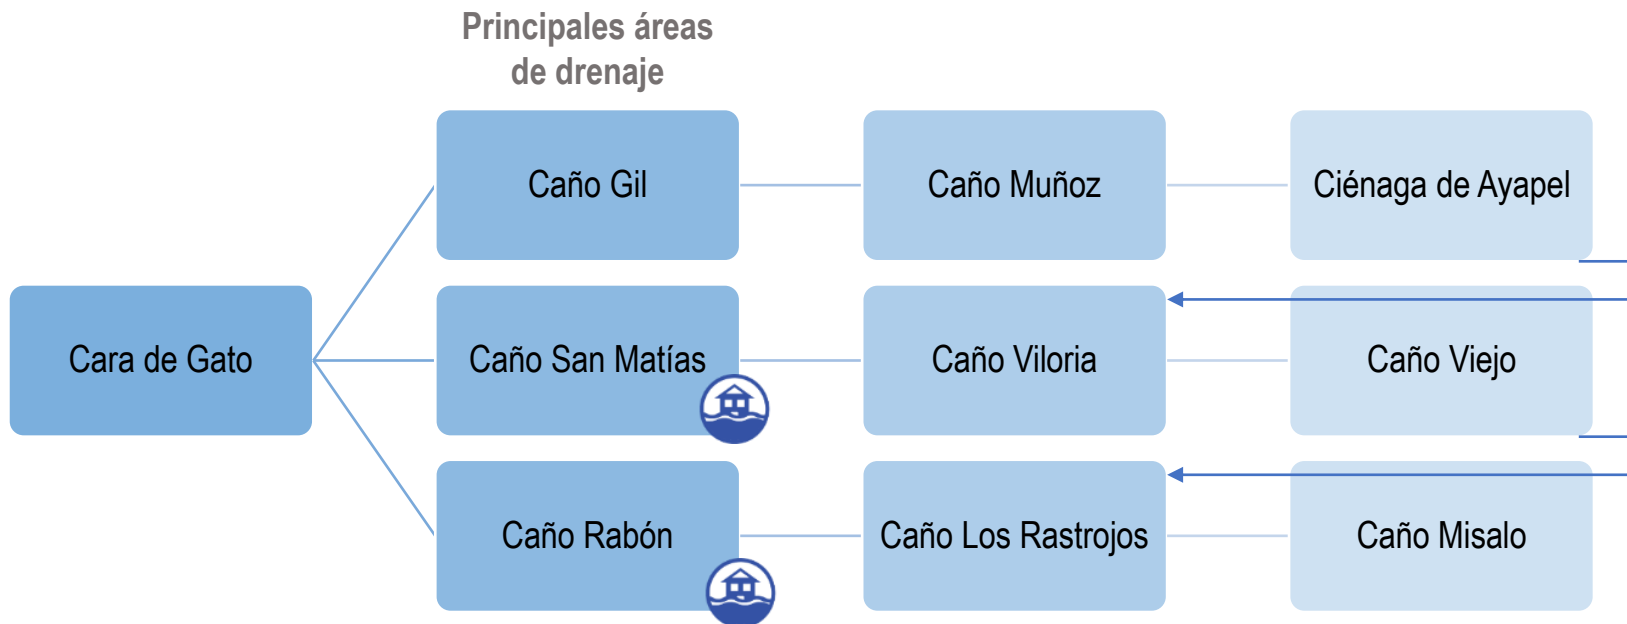 Principales áreas
de drenaje
Caño Gil
Caño Muñoz
Ciénaga de Ayapel
Cara de Gato
Caño San Matías
Caño Viloria
Caño Viejo
Caño Rabón
Caño Los Rastrojos
Caño Misalo